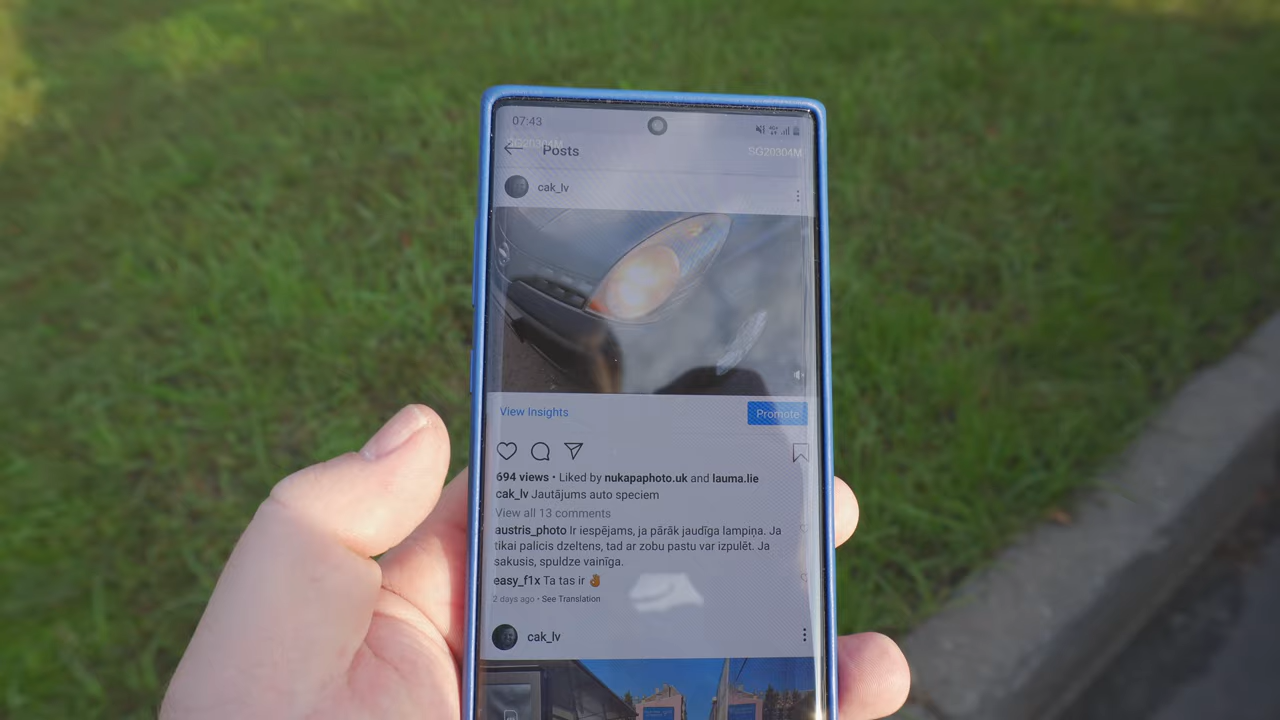 07:43
SG20304M
Posts
cak_lv
View Insights
Promote
694 views • Liked by nukapaphoto.uk and lauma.lie
cak_lv Jautājums auto speciem
View all 13 comments
austris_photo Ir iespējams, ja pārāk jaudīga lampiņa. Ja
tikai palicis dzeltens, tad ar zobu pastu var izpulēt. Ja
sakusis, spuldze vainīga.
easy_f1x Ta tas ir 👌
2 days ago • See Translation
cak_lv